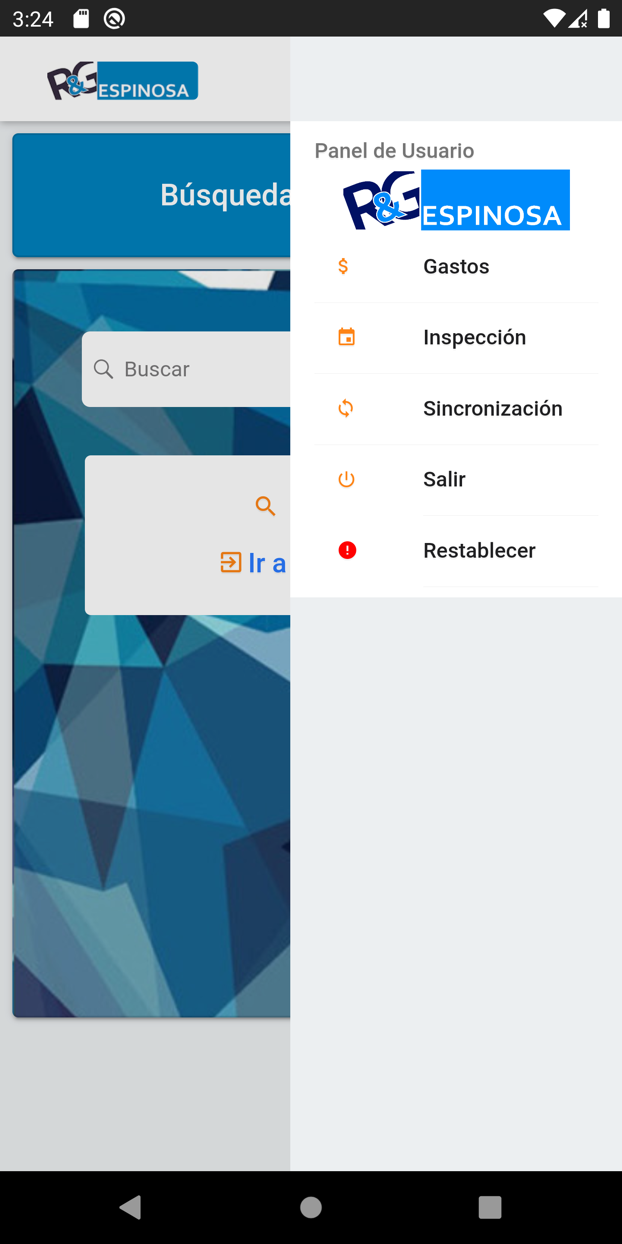 3:24
R&G ESPINOSA
Búsqueda
Buscar
Ir a
Panel de Usuario
R&G ESPINOSA
Gastos
Inspección
Sincronización
Salir
Restablecer